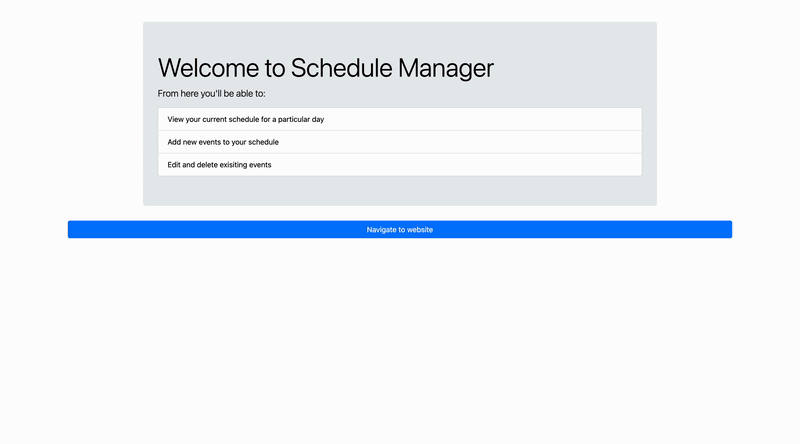 Welcome to Schedule Manager
From here you'll be able to:
View your current schedule for a particular day
Add new events to your schedule
Edit and delete exisiting events
Navigate to website